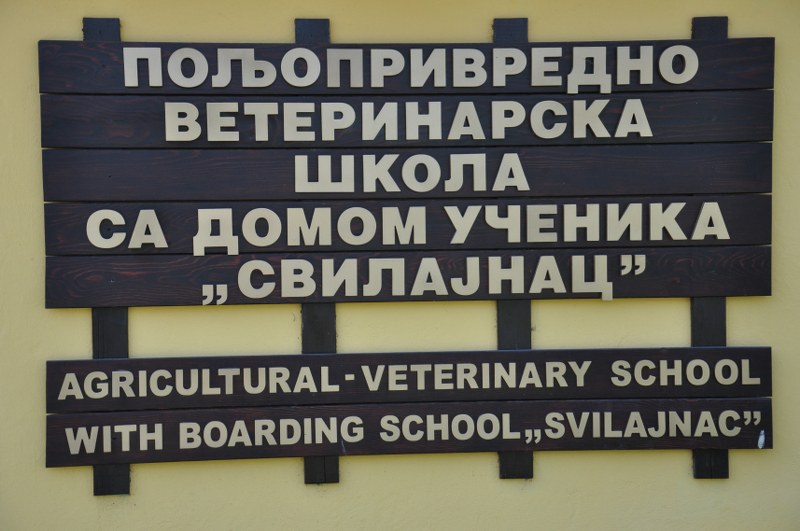 ПОЉОПРИВРЕДНО
ВЕТЕРИНАРСКА
ШКОЛА
СА ДОМОМ УЧЕНИКА
„СВИЛАЈНАЦ”
AGRICULTURAL-VETERINARY SCHOOL
WITH BOARDING SCHOOL„SVILAJNAC”